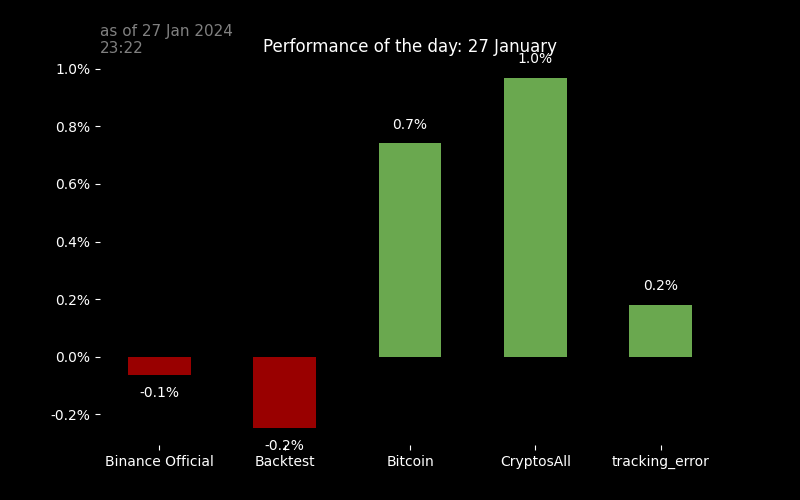 as of 27 Jan 2024
23:22
Performance of the day: 27 January
1.0%
0.8%
0.6%
0.4%
0.2%
0.0%
-0.2%
-0.1%
-0.2%
0.7%
1.0%
0.2%
Binance Official
Backtest
Bitcoin
CryptosAll
tracking_error